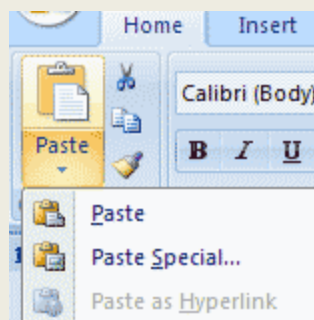 Home Insert
Calibri (Body)
Paste
B I U
Paste
Paste Special...
Paste as Hyperlink